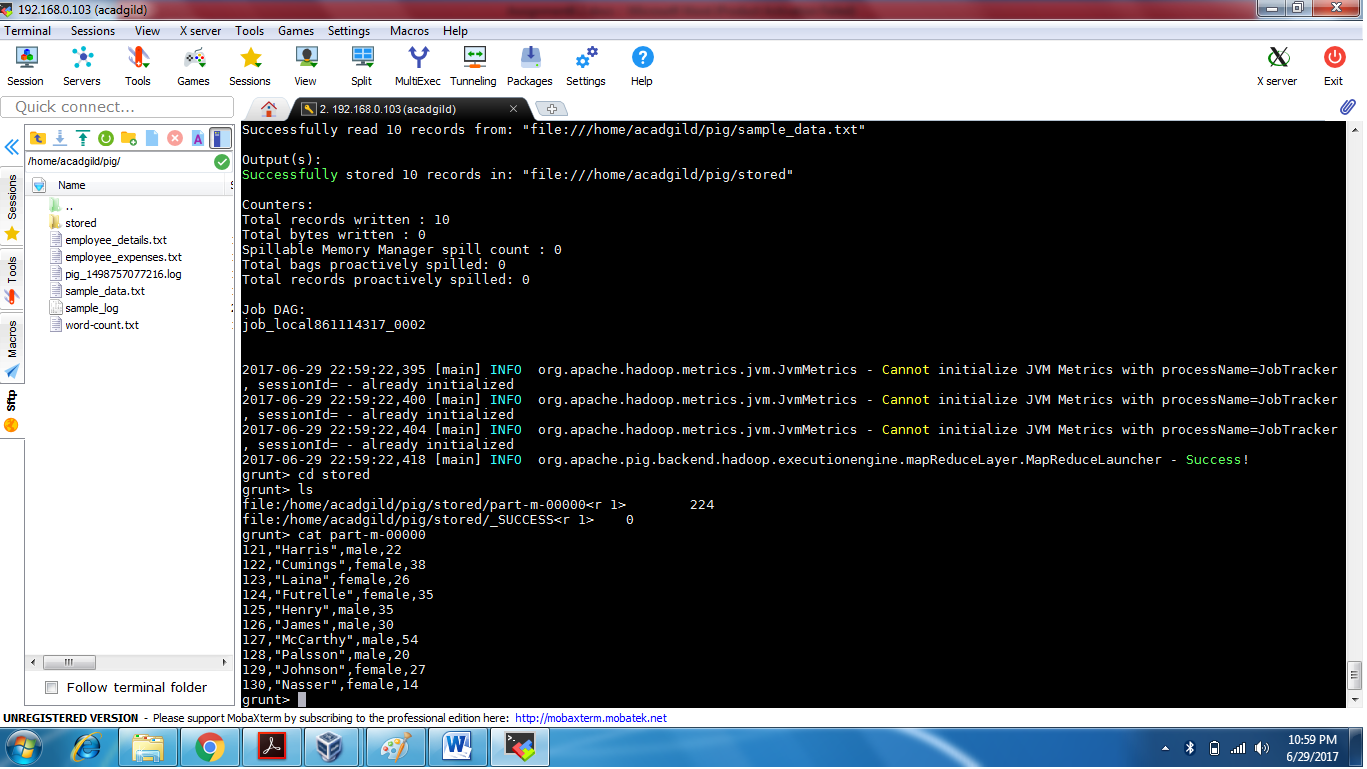 192.168.0.103 (acadgild)
Terminal Sessions View X server Tools Games Settings Macros Help
Session Servers Tools Games Sessions View Split MultiExec Tunneling Packages Settings Help X server Exit
Quick connect...
2. 192.168.0.103 (acadgild)
/home/acadgild/pig/
Name
..
stored
employee_details.txt
employee_expenses.txt
pig_1498757077216.log
sample_data.txt
sample_log
word-count.txt
Sessions
Tools
Macros
Sftp
Follow terminal folder
Successfully read 10 records from: "file:///home/acadgild/pig/sample_data.txt"
Output(s):
Successfully stored 10 records in: "file:///home/acadgild/pig/stored"
Counters:
Total records written : 10
Total bytes written : 0
Spillable Memory Manager spill count : 0
Total bags proactively spilled: 0
Total records proactively spilled: 0
Job DAG:
job_local861114317_0002
2017-06-29 22:59:22,395 [main] INFO  org.apache.hadoop.metrics.jvm.JvmMetrics - Cannot initialize JVM Metrics with processName=JobTracker
, sessionId= - already initialized
2017-06-29 22:59:22,400 [main] INFO  org.apache.hadoop.metrics.jvm.JvmMetrics - Cannot initialize JVM Metrics with processName=JobTracker
, sessionId= - already initialized
2017-06-29 22:59:22,404 [main] INFO  org.apache.hadoop.metrics.jvm.JvmMetrics - Cannot initialize JVM Metrics with processName=JobTracker
, sessionId= - already initialized
2017-06-29 22:59:22,418 [main] INFO  org.apache.pig.backend.hadoop.executionengine.mapReduceLayer.MapReduceLauncher - Success!
grunt> cd stored
grunt> ls
file:/home/acadgild/pig/stored/part-m-00000<r 1>        224
file:/home/acadgild/pig/stored/_SUCCESS<r 1>    0
grunt> cat part-m-00000
121,"Harris",male,22
122,"Cumings",female,38
123,"Laina",female,26
124,"Futrelle",female,35
125,"Henry",male,35
126,"James",male,30
127,"McCarthy",male,54
128,"Palsson",male,20
129,"Johnson",female,27
130,"Nasser",female,14
grunt>
UNREGISTERED VERSION - Please support MobaXterm by subscribing to the professional edition here: http://mobaxterm.mobatek.net
10:59 PM
6/29/2017